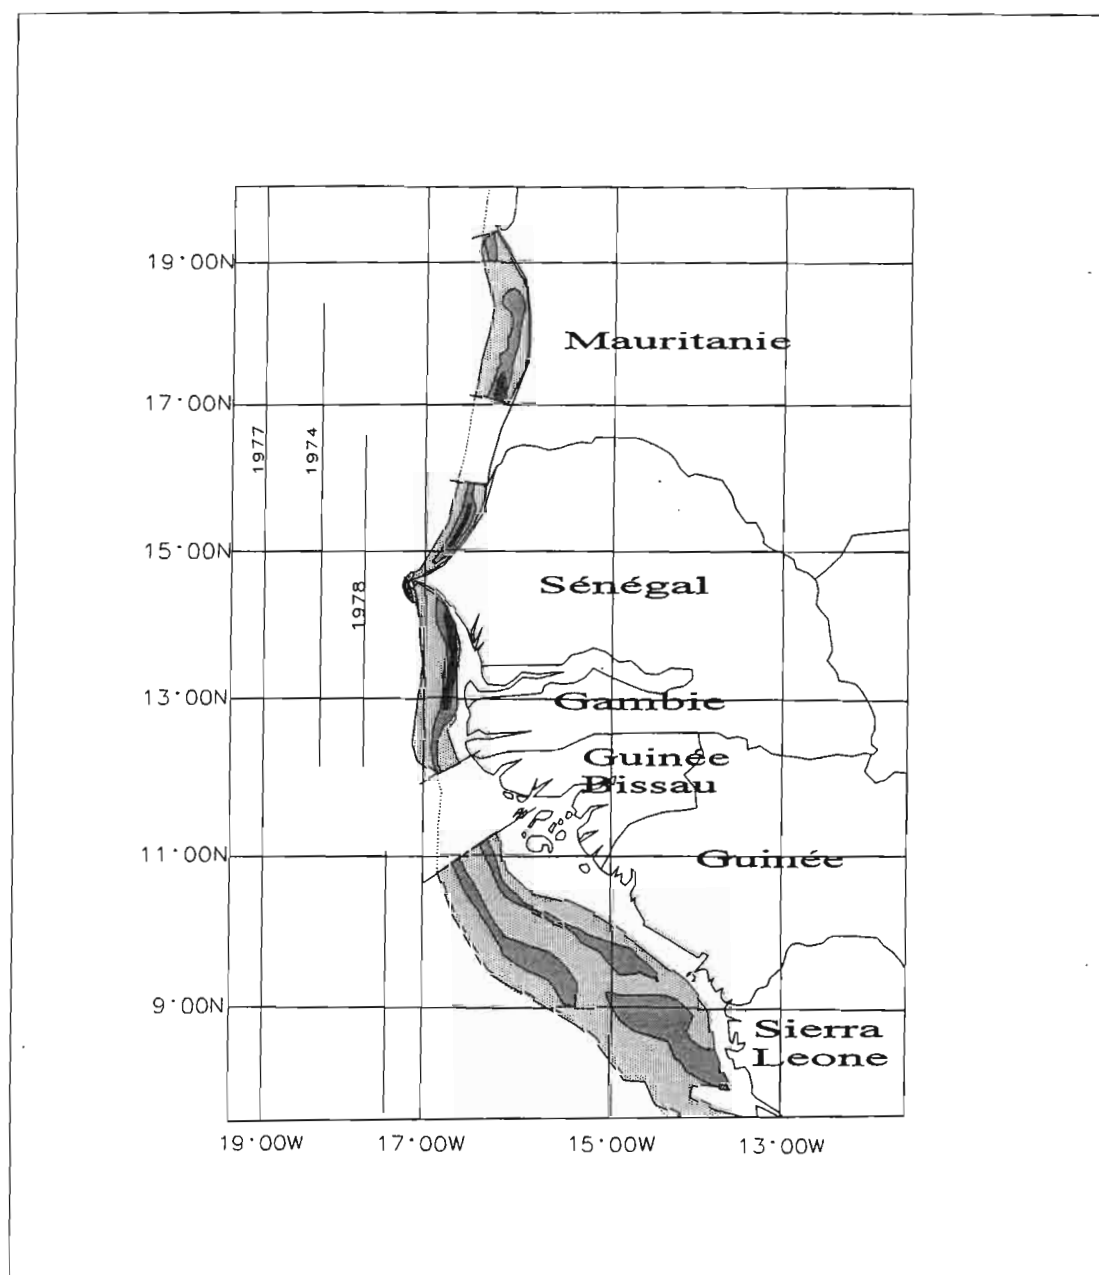 19°00N
Mauritanie
17°00N
1977
1974
15°00N
1978
Sénégal
13°00N
Gambie
Guinée
Bissau
11°00N
Guinée
9°00N
Sierra
Leone
19°00W
17°00W
15°00W
13°00W